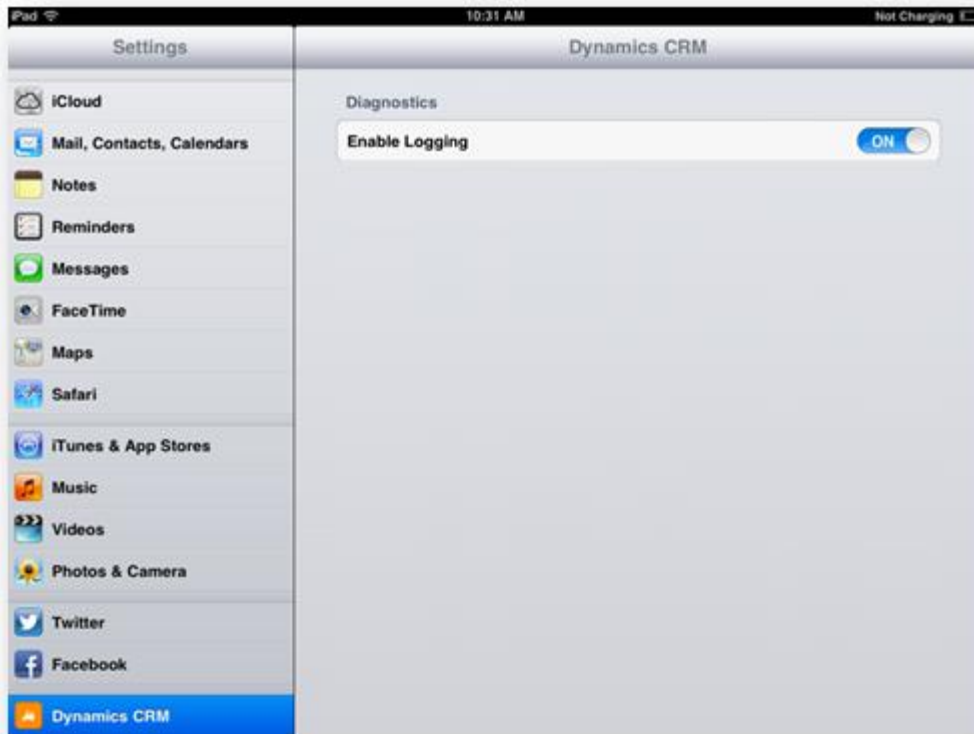 iPad
10:31 AM
Not Charging
Settings
Dynamics CRM
iCloud
Mail, Contacts, Calendars
Notes
Reminders
Messages
FaceTime
Maps
Safari
iTunes & App Stores
Music
Videos
Photos & Camera
Twitter
Facebook
Dynamics CRM
Diagnostics
Enable Logging
ON